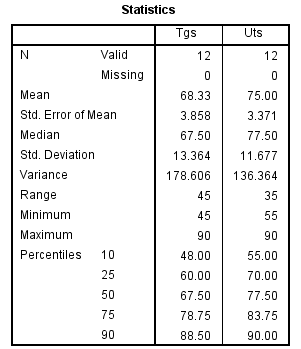 Statistics
Tgs Uts
N Valid 12 12
Missing 0 0
Mean 68.33 75.00
Std. Error of Mean 3.858 3.371
Median 67.50 77.50
Std. Deviation 13.364 11.677
Variance 178.606 136.364
Range 45 35
Minimum 45 55
Maximum 90 90
Percentiles 10 48.00 55.00
25 60.00 70.00
50 67.50 77.50
75 78.75 83.75
90 88.50 90.00